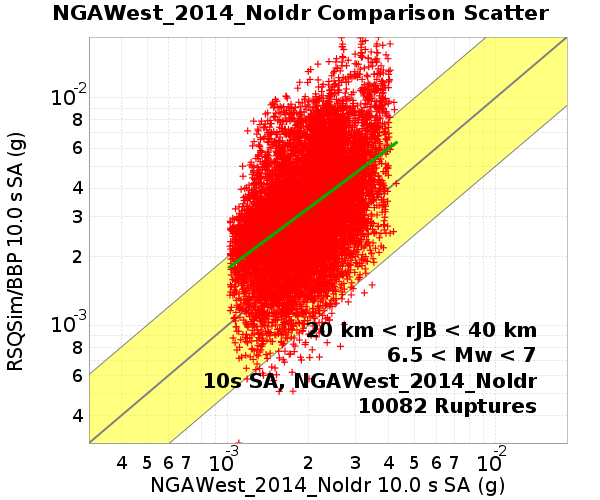 NGAWest_2014_NoIdr Comparison Scatter
RSQSim/BBP 10.0 s SA (g)
10-2
8
6
4
3
2
10-3
8
6
4
20 km < rJB < 40 km
6.5 < Mw < 7
10s SA, NGAWest_2014_NoIdr
10082 Ruptures
4 5 6 7 10-3 2 3 4 5 6 7 10-2
NGAWest_2014_NoIdr 10.0 s SA (g)